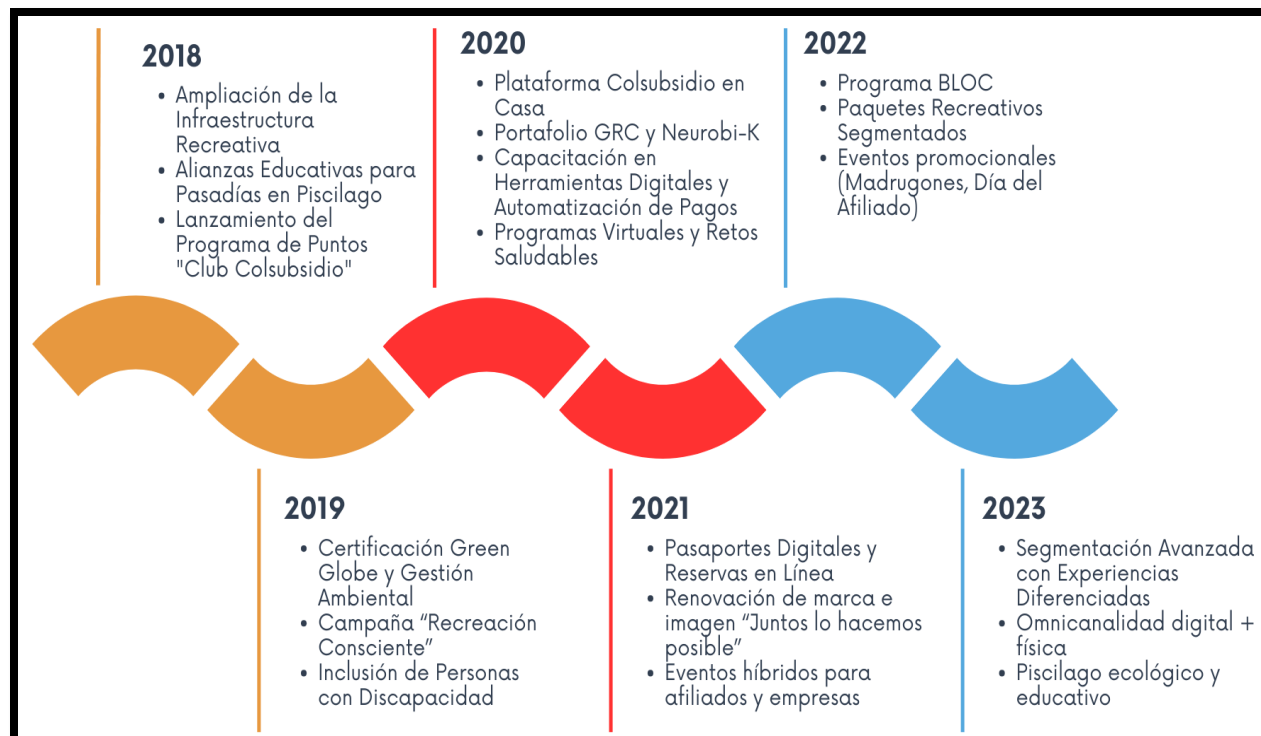 2018
• Ampliación de la
Infraestructura
Recreativa
• Alianzas Educativas para
Pasadías en Piscilago
• Lanzamiento del
Programa de Puntos
"Club Colsubsidio"
2020
• Plataforma Colsubsidio en
Casa
• Portafolio GRC y Neurobi-K
• Capacitación en
Herramientas Digitales y
Automatización de Pagos
• Programas Virtuales y Retos
Saludables
2022
• Programa BLOC
• Paquetes Recreativos
Segmentados
• Eventos promocionales
(Madrugones, Día del
Afiliado)
2019
• Certificación Green
Globe y Gestión
Ambiental
• Campaña “Recreación
Consciente”
• Inclusión de Personas
con Discapacidad
2021
• Pasaportes Digitales y
Reservas en Línea
• Renovación de marca e
imagen “Juntos lo hacemos
posible”
• Eventos híbridos para
afiliados y empresas
2023
• Segmentación Avanzada
con Experiencias
Diferenciadas
• Omnicanalidad digital +
física
• Piscilago ecológico y
educativo